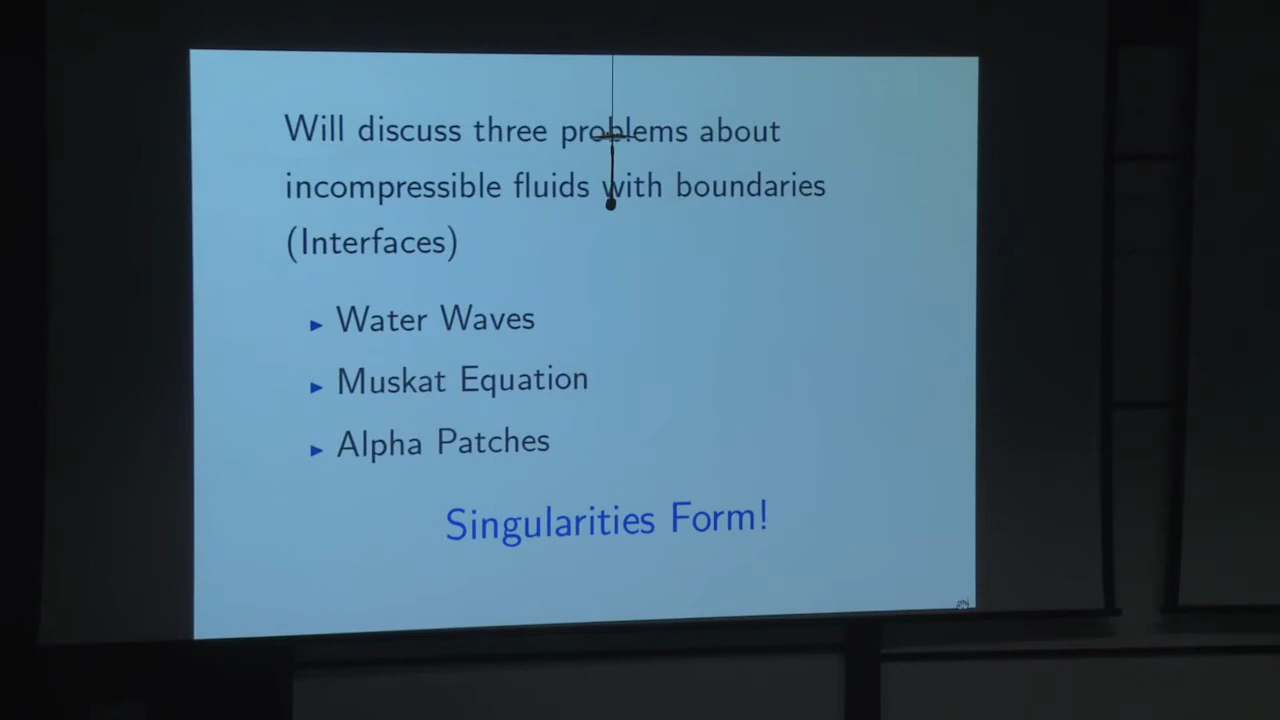 Will discuss three problems about
incompressible fluids with boundaries
(Interfaces)
▸ Water Waves
▸ Muskat Equation
▸ Alpha Patches
Singularities Form!